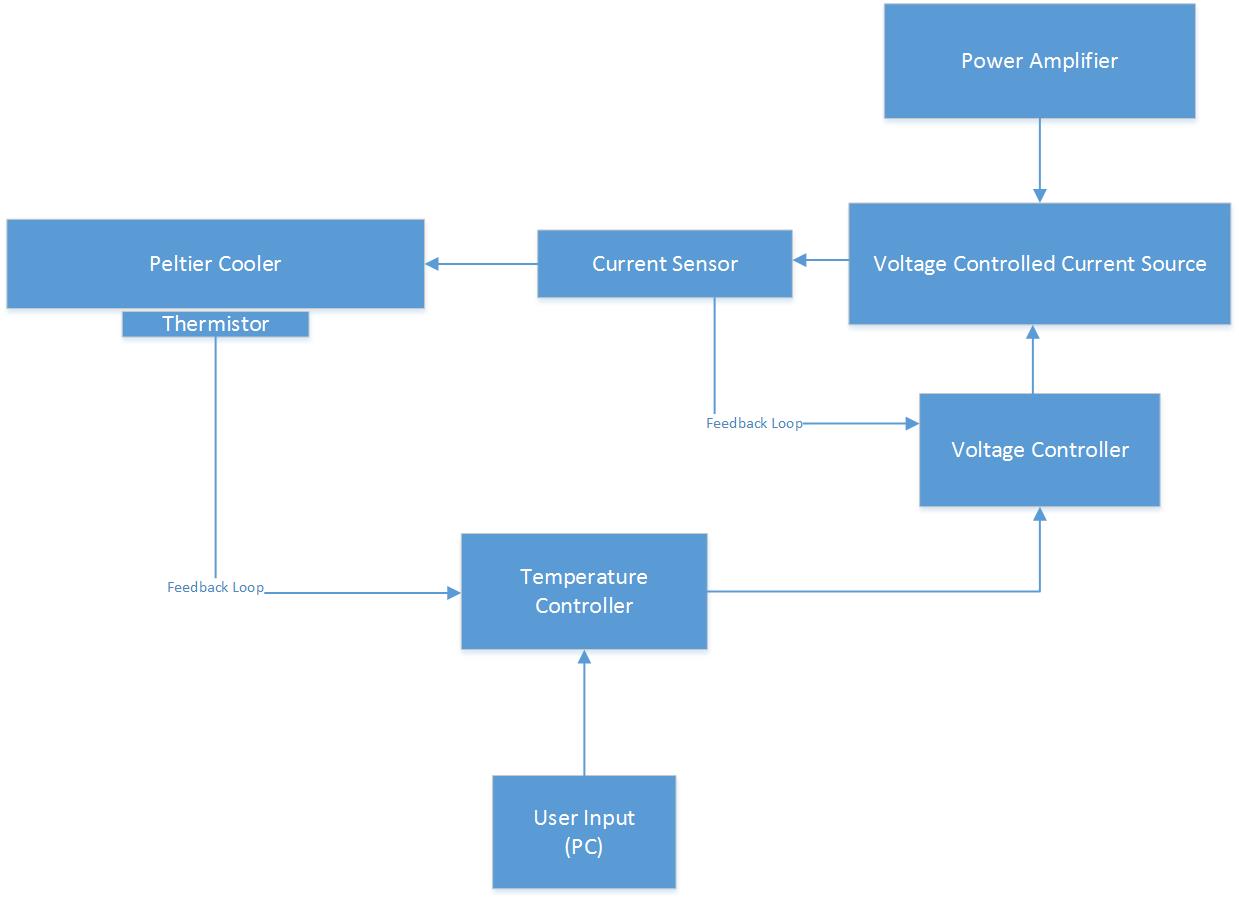 Power Amplifier
Peltier Cooler
Current Sensor
Voltage Controlled Current Source
Thermistor
Feedback Loop
Voltage Controller
Temperature
Controller
Feedback Loop
User Input
(PC)